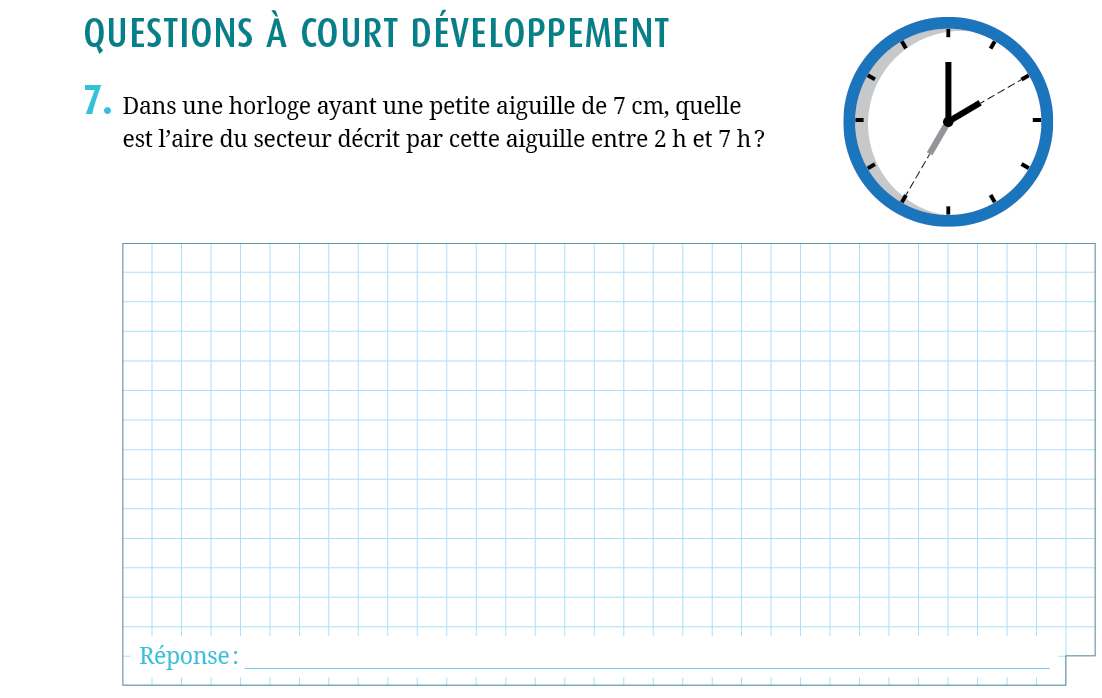 QUESTIONS À COURT DÉVELOPPEMENT
7. Dans une horloge ayant une petite aiguille de 7 cm, quelle
est l’aire du secteur décrit par cette aiguille entre 2 h et 7 h ?
Réponse :